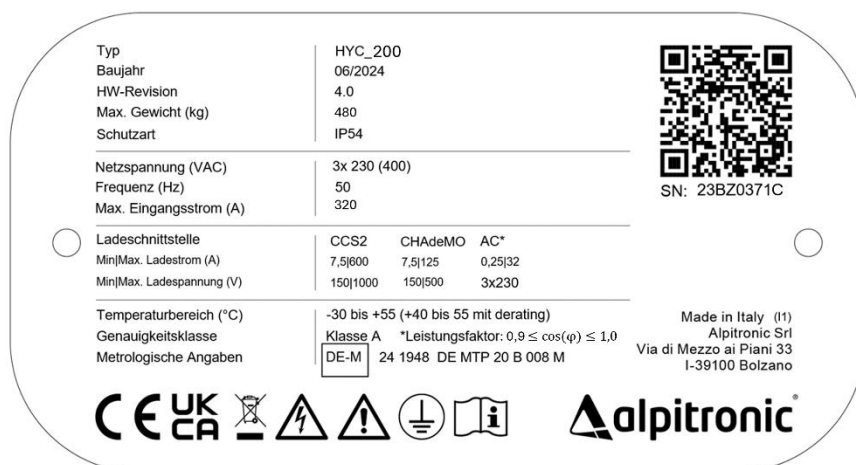 Typ HYC_200
Baujahr 06/2024
HW-Revision 4.0
Max. Gewicht (kg) 480
Schutzart IP54
SN: 23BZ0371C
Netzspannung (VAC) 3x 230 (400)
Frequenz (Hz) 50
Max. Eingangsstrom (A) 320
Ladeschnittstelle CCS2 CHAdeMO AC*
Min|Max. Ladestrom (A) 7,5|600 7,5|125 0,25|32
Min|Max. Ladespannung (V) 150|1000 150|500 3x230
Temperaturbereich (°C) -30 bis +55 (+40 bis 55 mit derating)
Genauigkeitsklasse Klasse A *Leistungsfaktor: 0,9 ≤ cos(φ) ≤ 1,0
Metrologische Angaben DE-M 24 1948 DE MTP 20 B 008 M
Made in Italy (I1)
Alpitronic Srl
Via di Mezzo ai Piani 33
I-39100 Bolzano
CE UK CA alpitronic